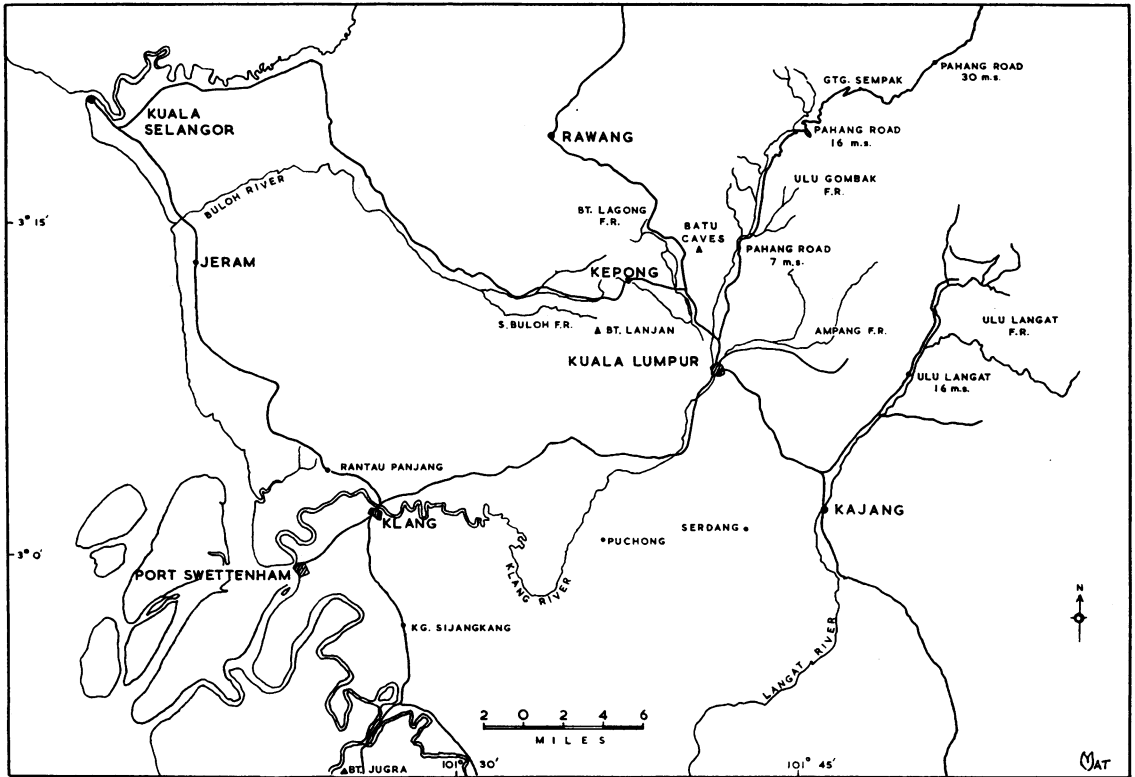 PAHANG ROAD
30 m.s.
GTG. SEMPAK
KUALA
SELANGOR
RAWANG
PAHANG ROAD
16 m.s.
ULU GOMBAK
F.R.
BULOH RIVER
BT. LAGONG
F.R.
BATU
CAVES
3° 15'
PAHANG ROAD
7 m.s.
JERAM
KEPONG
S. BULOH F.R.
BT. LANJAN
AMPANG F.R.
ULU LANGAT
F.R.
KUALA LUMPUR
ULU LANGAT
16 m.s.
RANTAU PANJANG
KLANG
SERDANG
KAJANG
PUCHONG
3° 0'
PORT SWETTENHAM
KLANG RIVER
N
KG. SIJANGKANG
LANGAT RIVER
2 0 2 4 6
MILES
BT. JUGRA
101° 30'
101° 45'
MAT